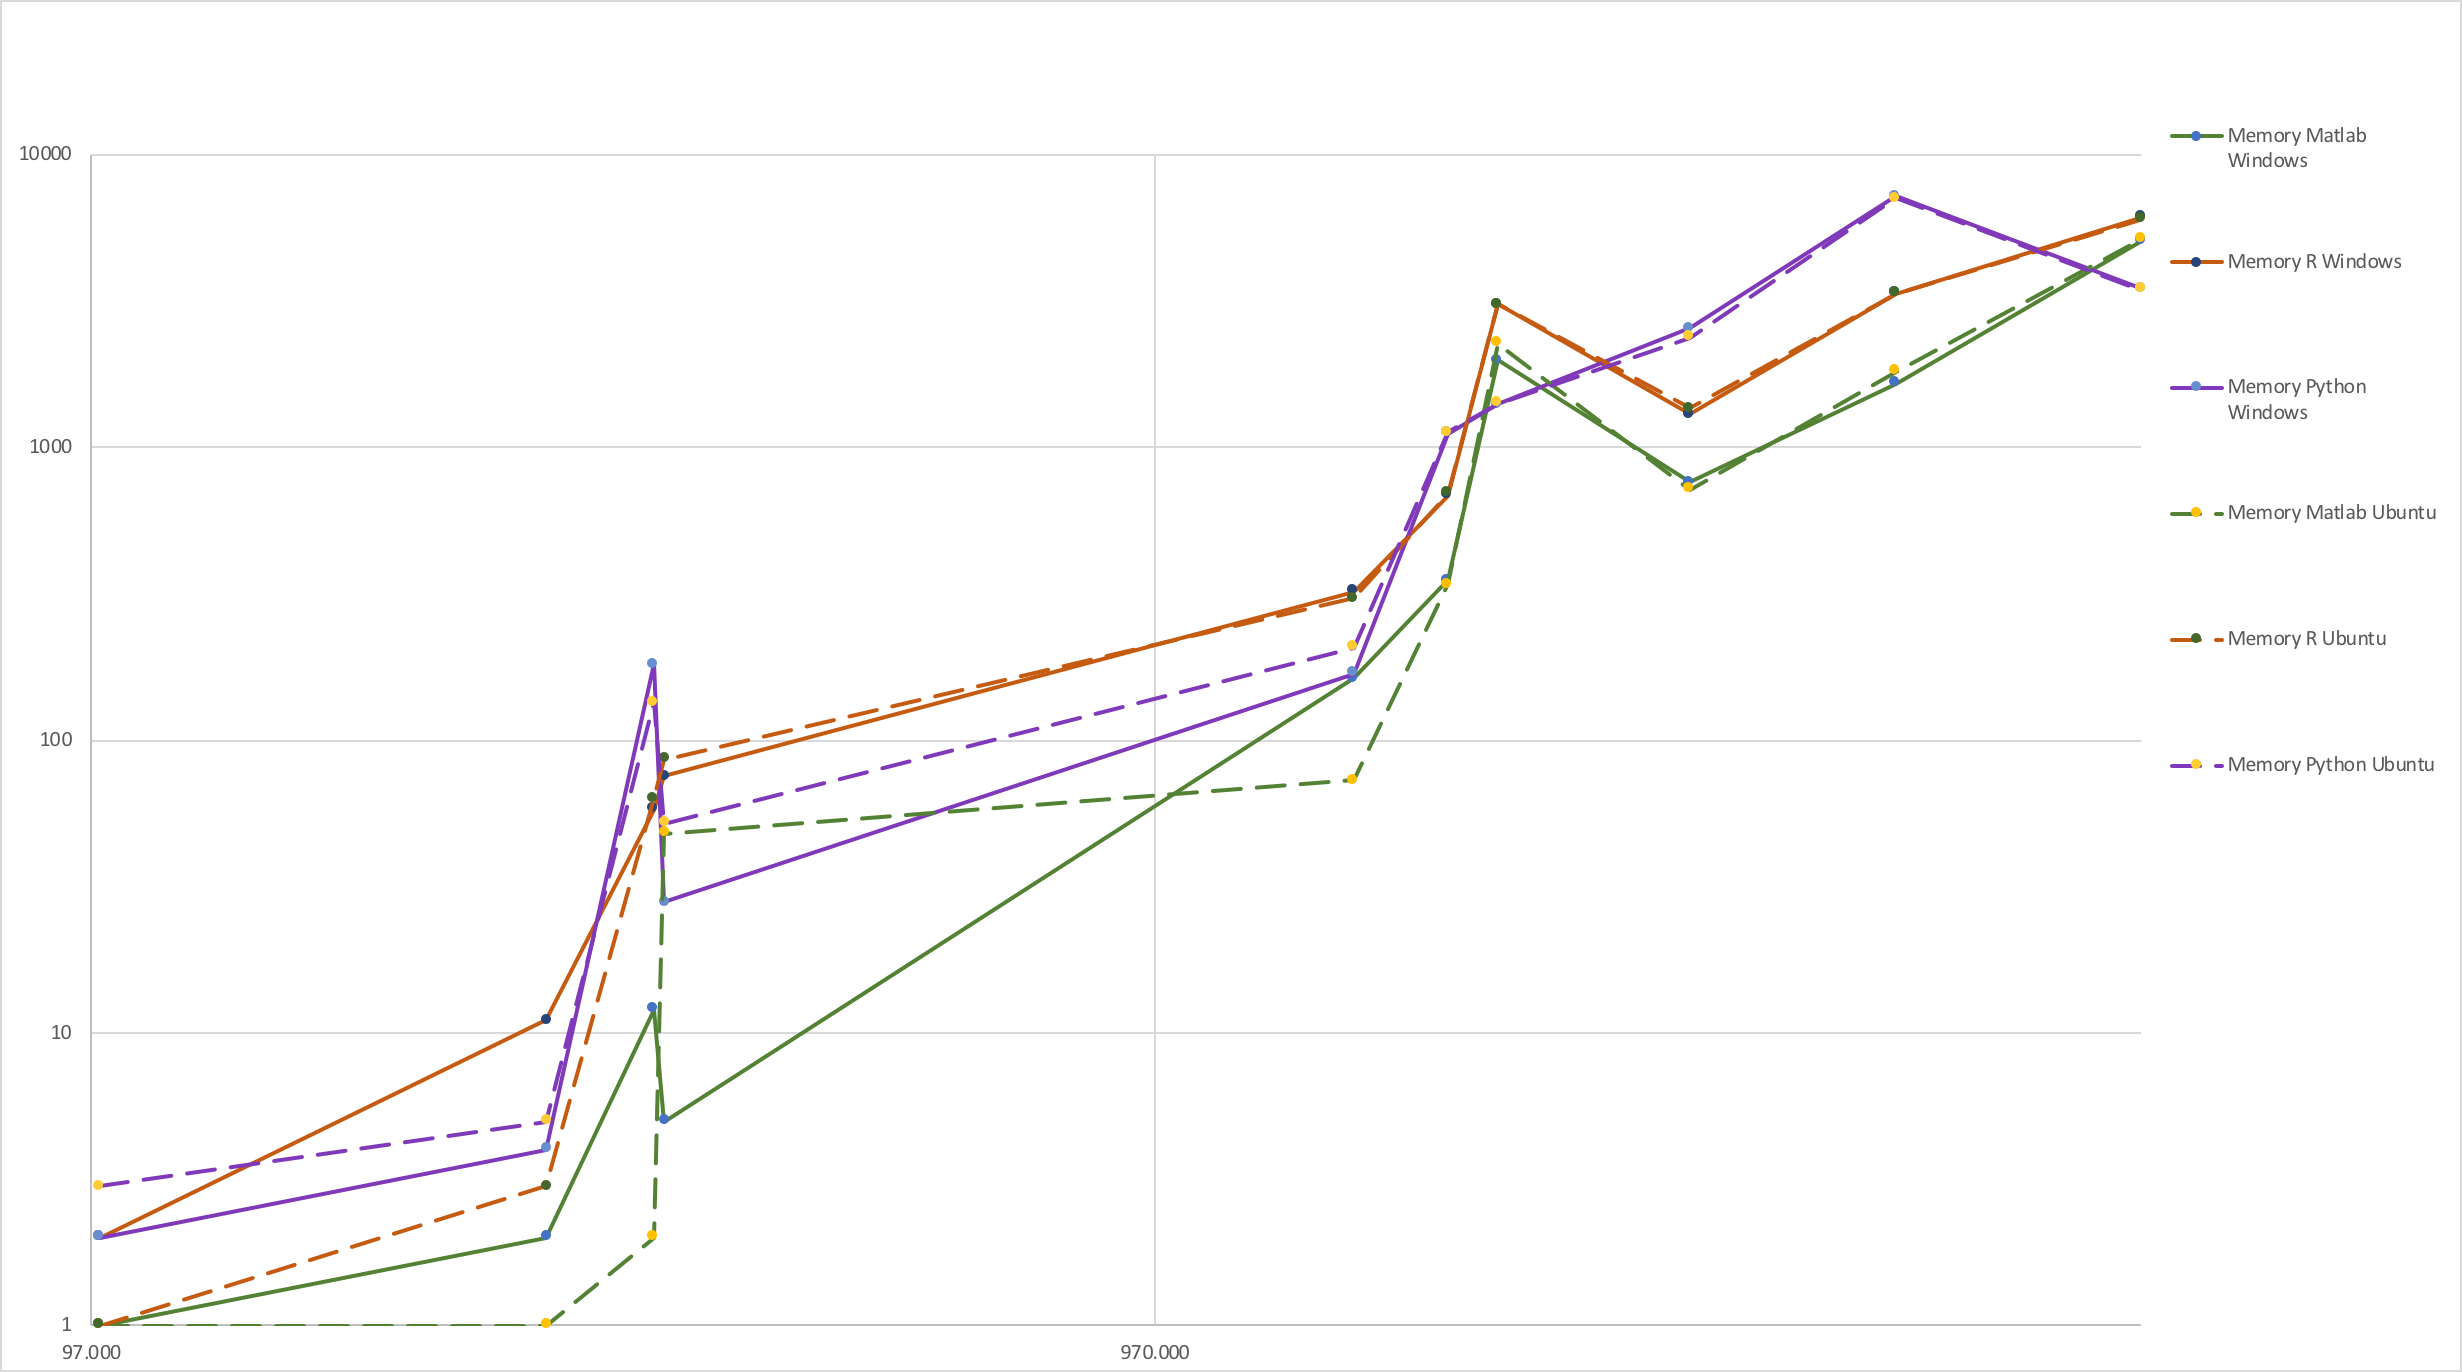 10000
1000
100
10
1
97.000
970.000
Memory Matlab
Windows
Memory R Windows
Memory Python
Windows
Memory Matlab Ubuntu
Memory R Ubuntu
Memory Python Ubuntu